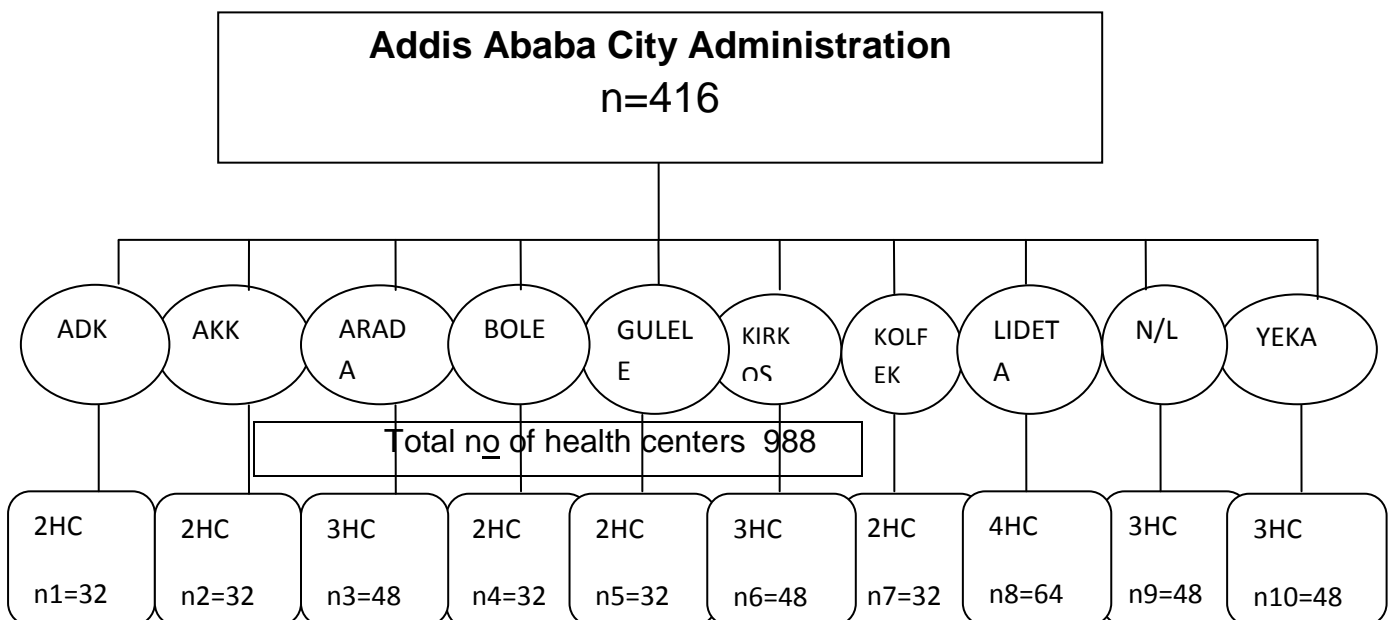 Addis Ababa City Administration
n=416
ADK
AKK
ARAD
A
BOLE
GULEL
E
KIRK
OS
KOLF
EK
LIDET
A
N/L
YEKA
Total no of health centers 988
2HC
n1=32
2HC
n2=32
3HC
n3=48
2HC
n4=32
2HC
n5=32
3HC
n6=48
2HC
n7=32
4HC
n8=64
3HC
n9=48
3HC
n10=48